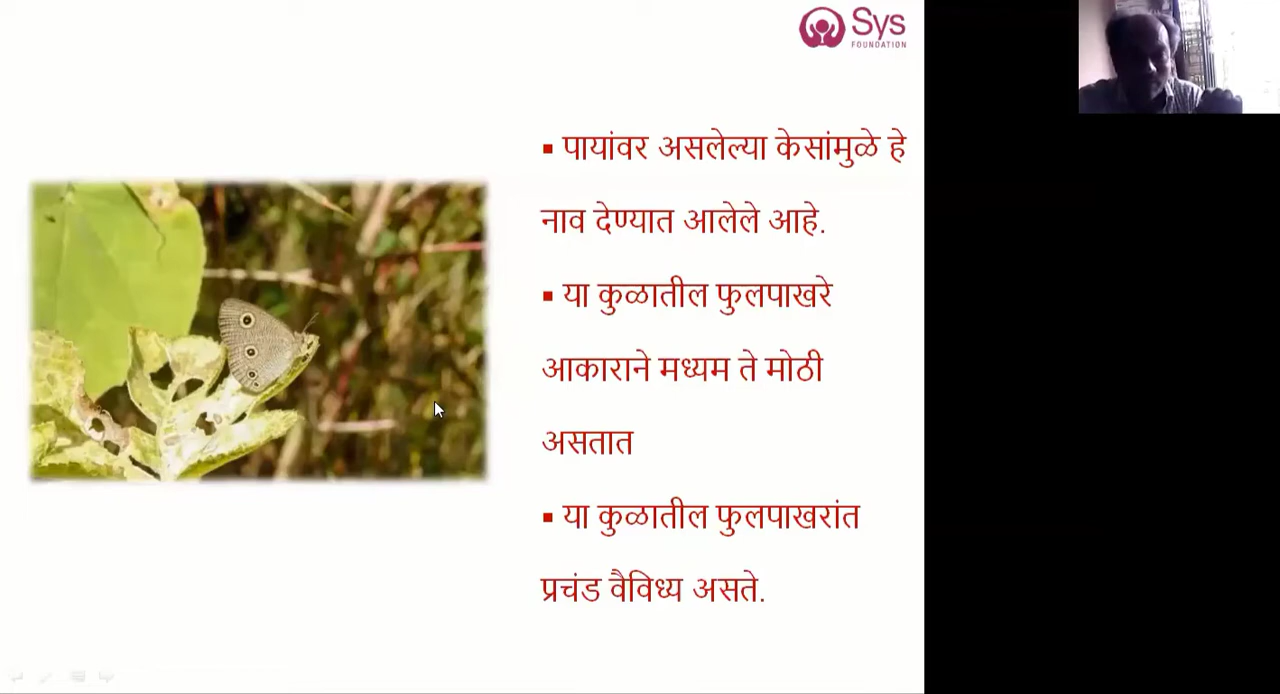 Sys
FOUNDATION
▪ पायांवर असलेल्या केसांमुळे हे
नाव देण्यात आलेले आहे.
▪ या कुळातील फुलपाखरे
आकाराने मध्यम ते मोठी
असतात
▪ या कुळातील फुलपाखरांत
प्रचंड वैविध्य असते.